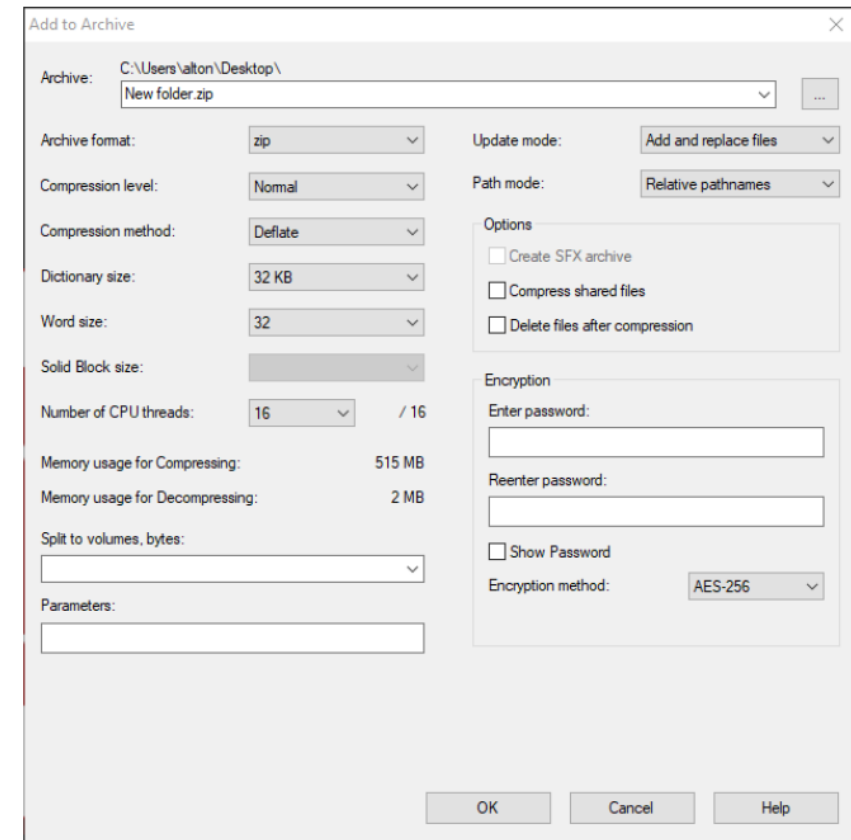 Add to Archive
Archive:
C:\Users\alton\Desktop\
New folder.zip
...
Archive format:
zip
Compression level:
Normal
Compression method:
Deflate
Dictionary size:
32 KB
Word size:
32
Solid Block size:
Number of CPU threads:
16
/ 16
Memory usage for Compressing:
515 MB
Memory usage for Decompressing:
2 MB
Split to volumes, bytes:
Parameters:
Update mode:
Add and replace files
Path mode:
Relative pathnames
Options
Create SFX archive
Compress shared files
Delete files after compression
Encryption
Enter password:
Reenter password:
Show Password
Encryption method:
AES-256
OK
Cancel
Help